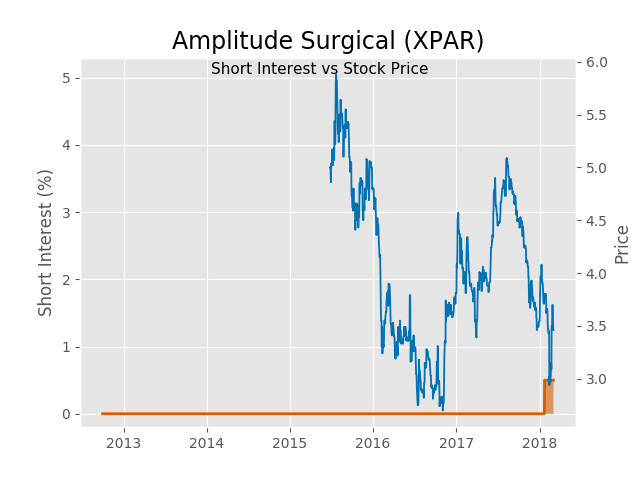 Amplitude Surgical (XPAR)
Short Interest vs Stock Price
Short Interest (%)
5
4
3
2
1
0
6.0
5.5
5.0
4.5
4.0
3.5
3.0
Price
2013 2014 2015 2016 2017 2018